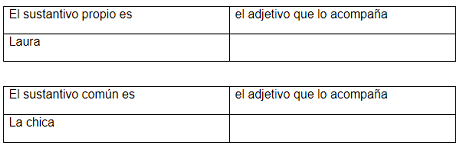 El sustantivo propio es el adjetivo que lo acompaña
Laura
El sustantivo común es el adjetivo que lo acompaña
La chica